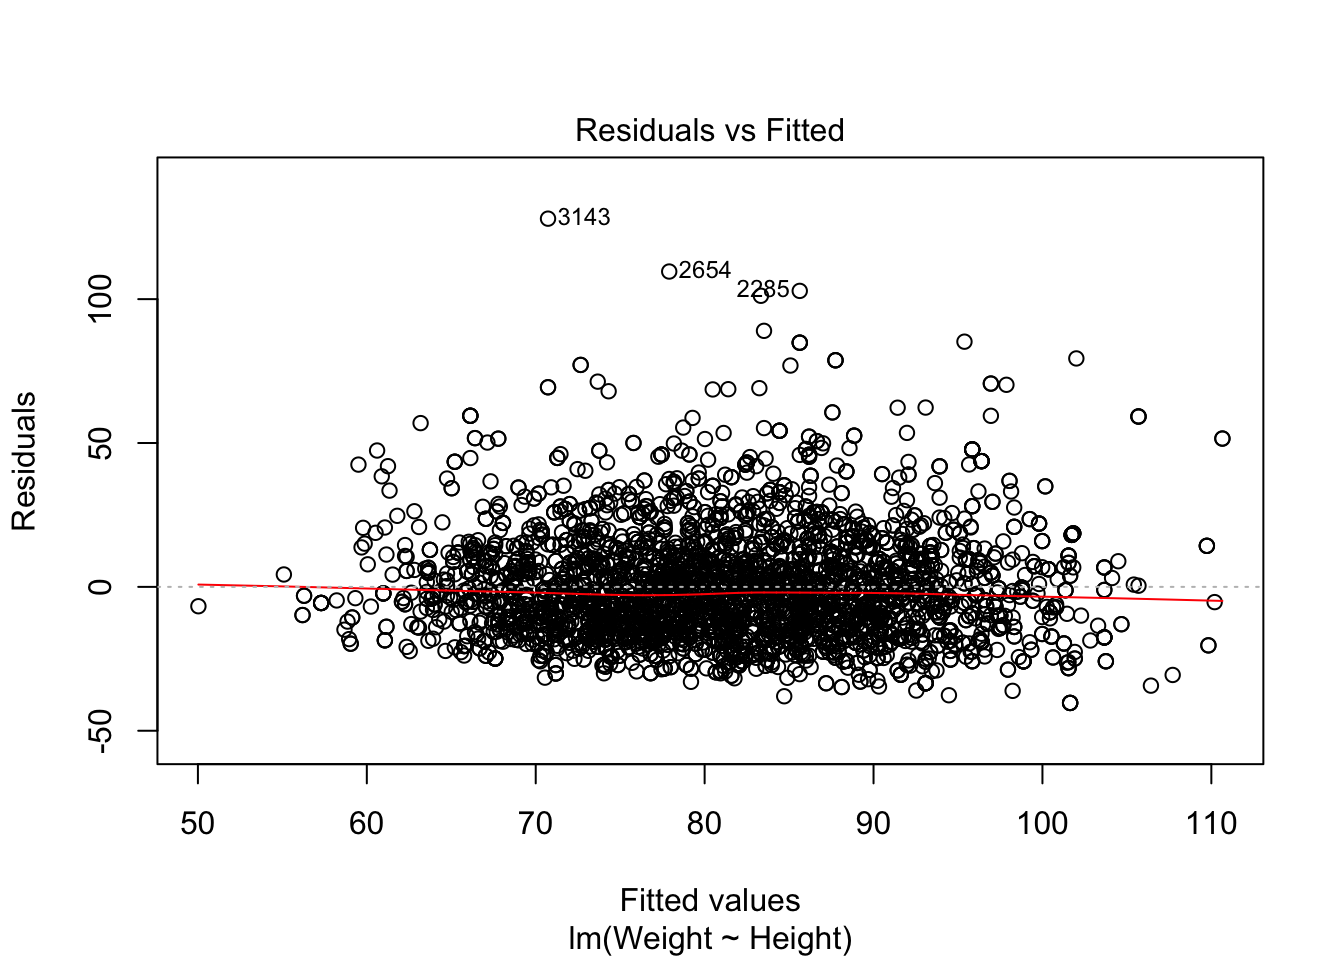 Residuals vs Fitted
3143
2654
2285
Residuals
100
50
0
-50
50 60 70 80 90 100 110
Fitted values
lm(Weight ~ Height)